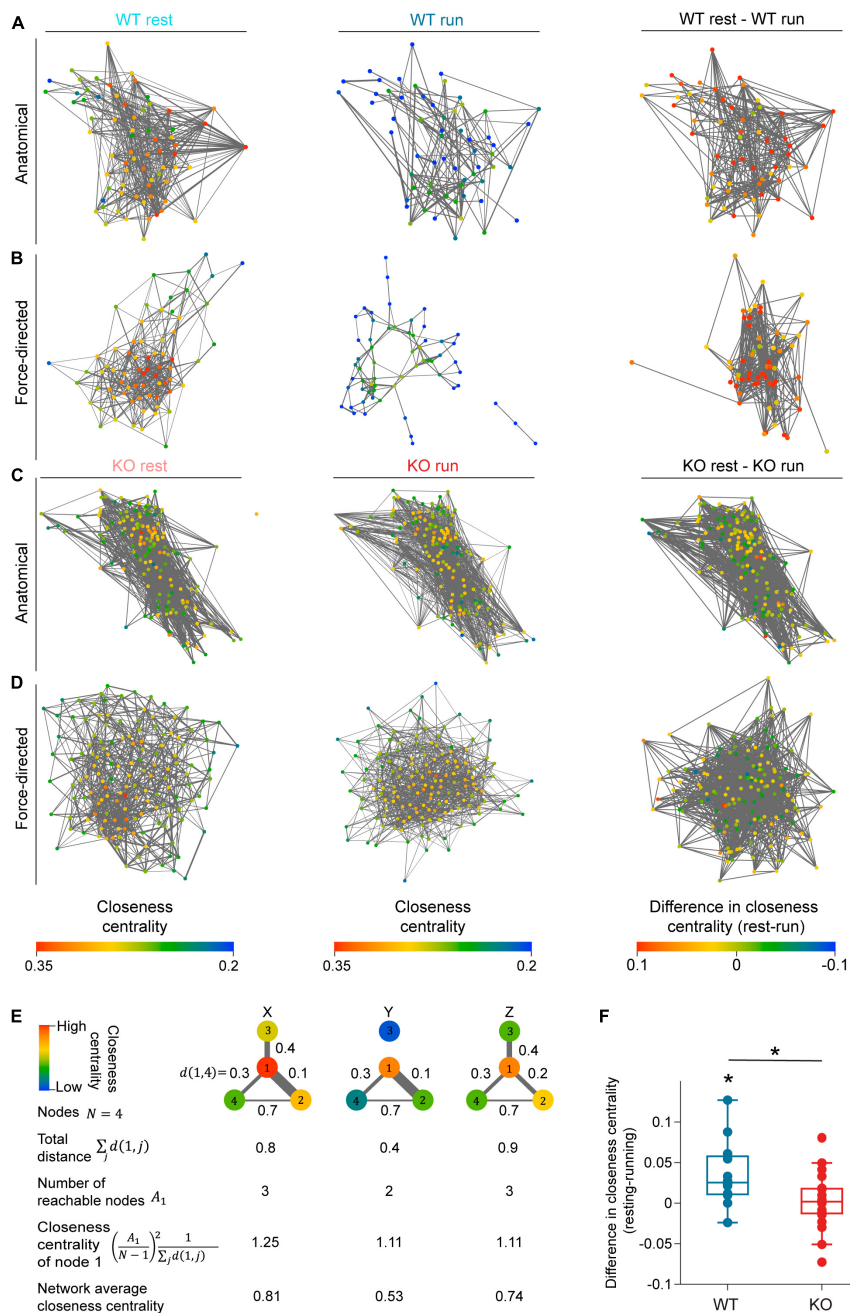 A
WT rest
WT run
WT rest - WT run
Anatomical
B
Force-directed
C
KO rest
KO run
KO rest - KO run
Anatomical
D
Force-directed
Closeness
centrality
0.35
0.2
Closeness
centrality
0.35
0.2
Difference in closeness
centrality (rest-run)
0.1
0
-0.1
E
High
Low
Closeness
centrality
X
Y
Z
3
0.4
1
d(1,4)= 0.3
0.1
4
2
0.7
3
1
0.3
0.1
4
2
0.7
3
0.4
1
0.3
0.2
4
2
0.7
Nodes N = 4
Total
distance ∑j d(1,j)
0.8
0.4
0.9
Number of
reachable nodes A1
3
2
3
Closeness
centrality
of node 1 (A1/(N−1))² 1/∑j d(1,j)
1.25
1.11
1.11
Network average
closeness centrality
0.81
0.53
0.74
F
Difference in closeness centrality
(resting-running)
*
*
0.1
0.05
0
-0.05
-0.1
WT
KO